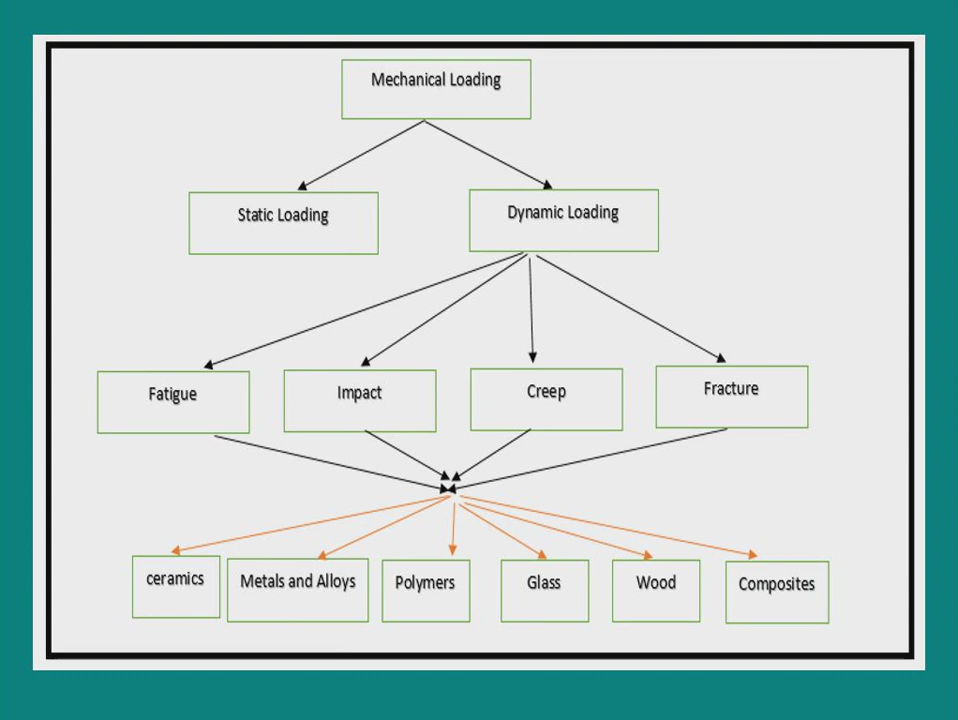 Mechanical Loading
Static Loading
Dynamic Loading
Fatigue
Impact
Creep
Fracture
ceramics
Metals and Alloys
Polymers
Glass
Wood
Composites